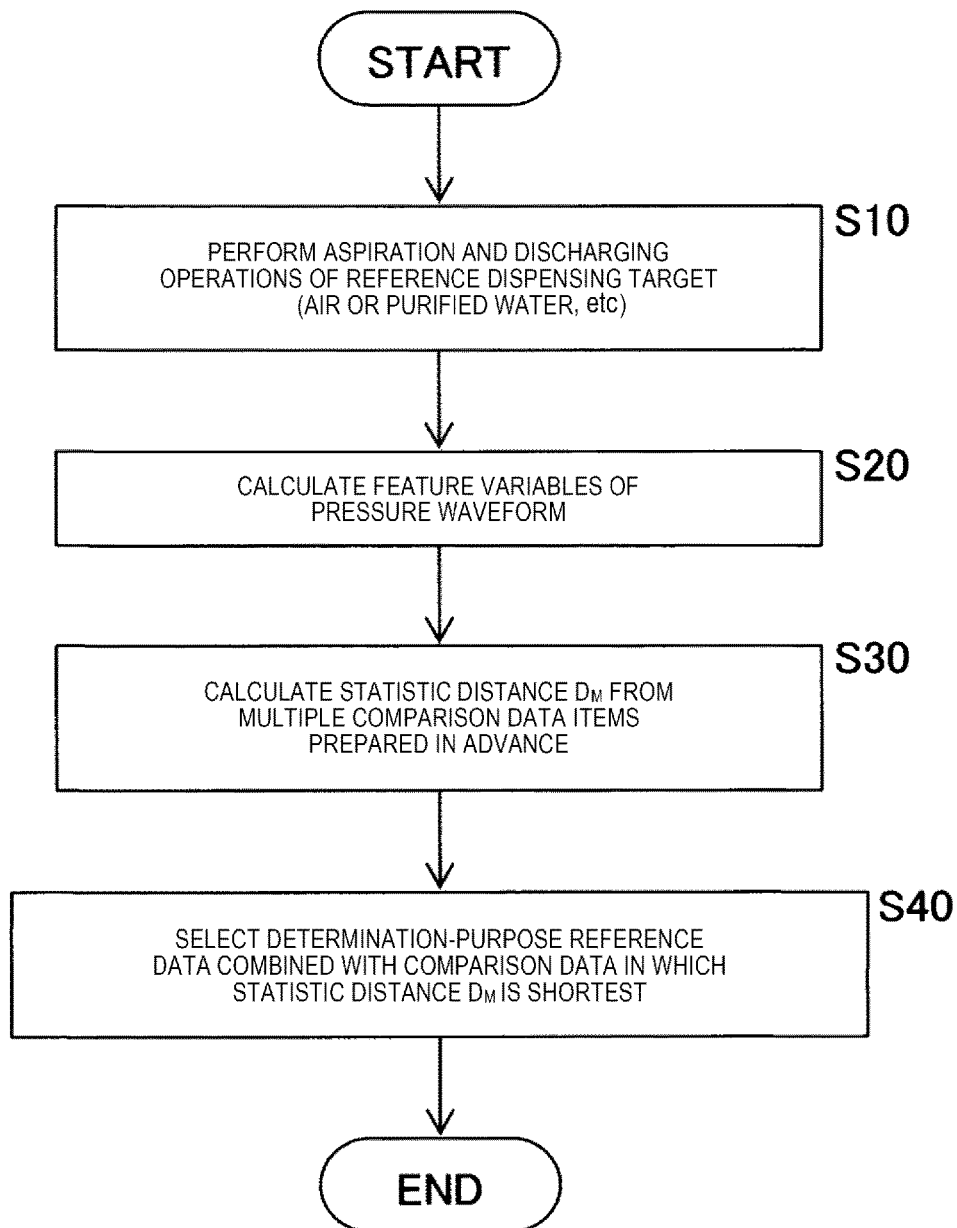 START
S10
PERFORM ASPIRATION AND DISCHARGING
OPERATIONS OF REFERENCE DISPENSING TARGET
(AIR OR PURIFIED WATER, etc)
S20
CALCULATE FEATURE VARIABLES OF
PRESSURE WAVEFORM
S30
CALCULATE STATISTIC DISTANCE DM FROM
MULTIPLE COMPARISON DATA ITEMS
PREPARED IN ADVANCE
S40
SELECT DETERMINATION-PURPOSE REFERENCE
DATA COMBINED WITH COMPARISON DATA IN WHICH
STATISTIC DISTANCE DM IS SHORTEST
END